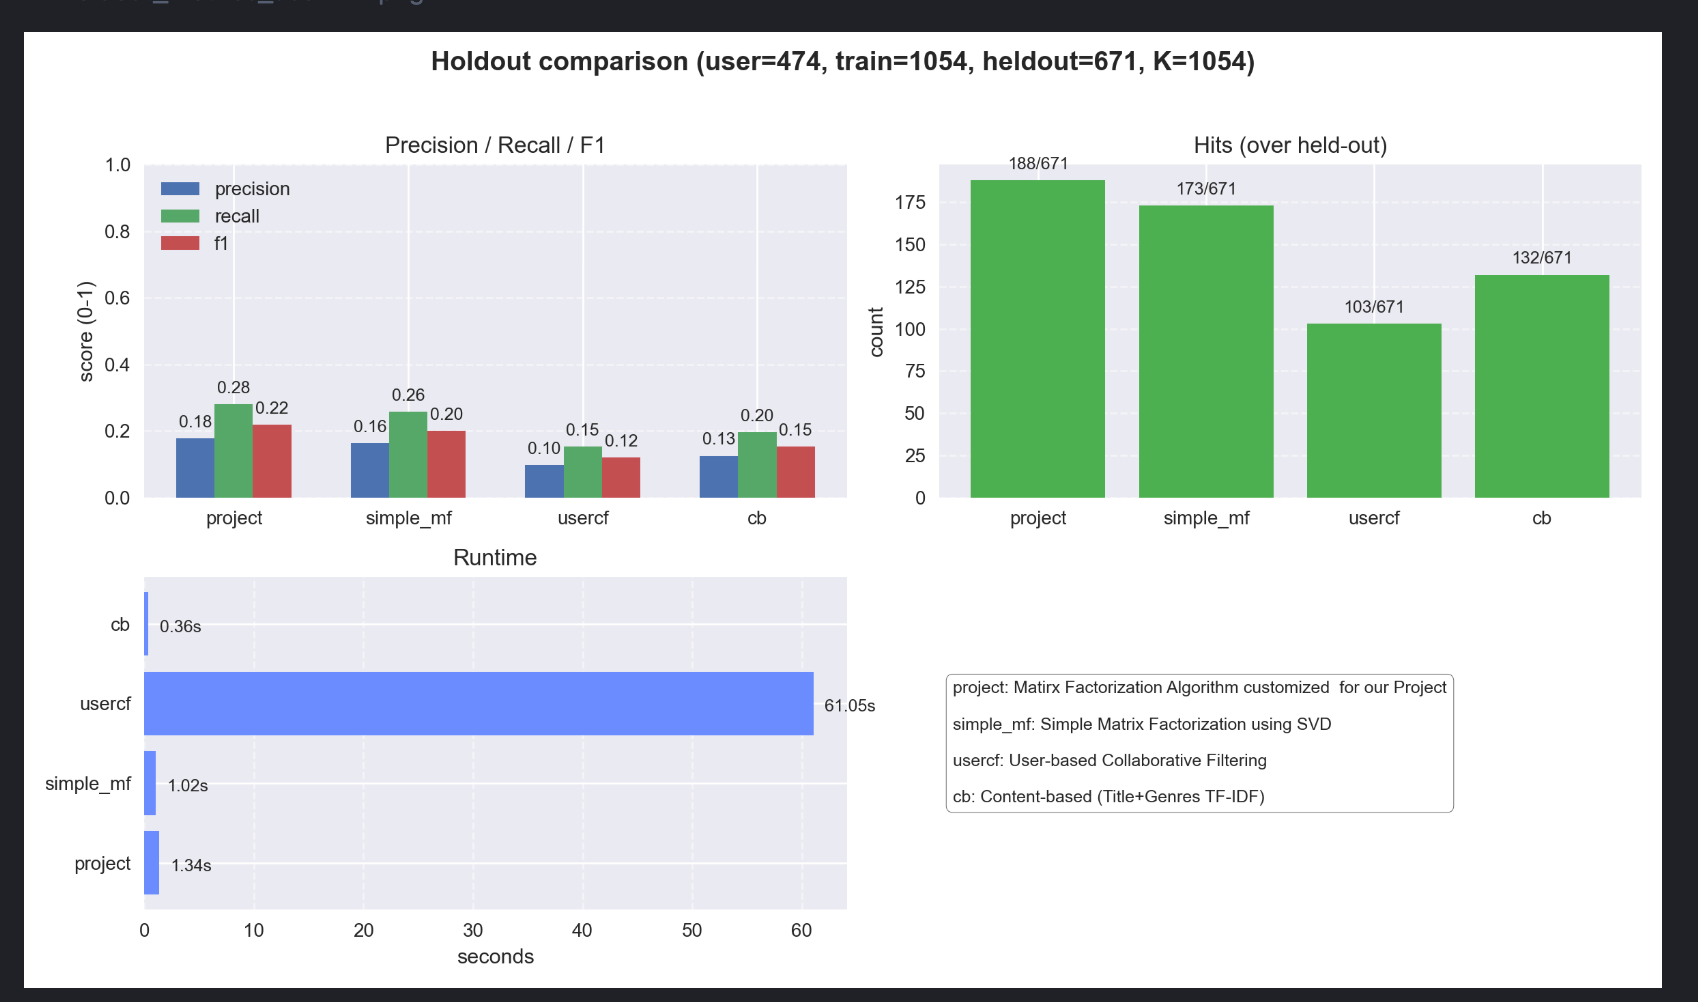 Holdout comparison (user=474, train=1054, heldout=671, K=1054)
Precision / Recall / F1
1.0
0.8
0.6
0.4
0.2
0.0
score (0-1)
precision
recall
f1
0.18
0.28
0.22
0.16
0.26
0.20
0.10
0.15
0.12
0.13
0.20
0.15
project
simple_mf
usercf
cb
Hits (over held-out)
175
150
125
100
75
50
25
0
count
188/671
173/671
103/671
132/671
project
simple_mf
usercf
cb
Runtime
cb
usercf
simple_mf
project
0.36s
61.05s
1.02s
1.34s
0
10
20
30
40
50
60
seconds
project: Matirx Factorization Algorithm customized  for our Project
simple_mf: Simple Matrix Factorization using SVD
usercf: User-based Collaborative Filtering
cb: Content-based (Title+Genres TF-IDF)